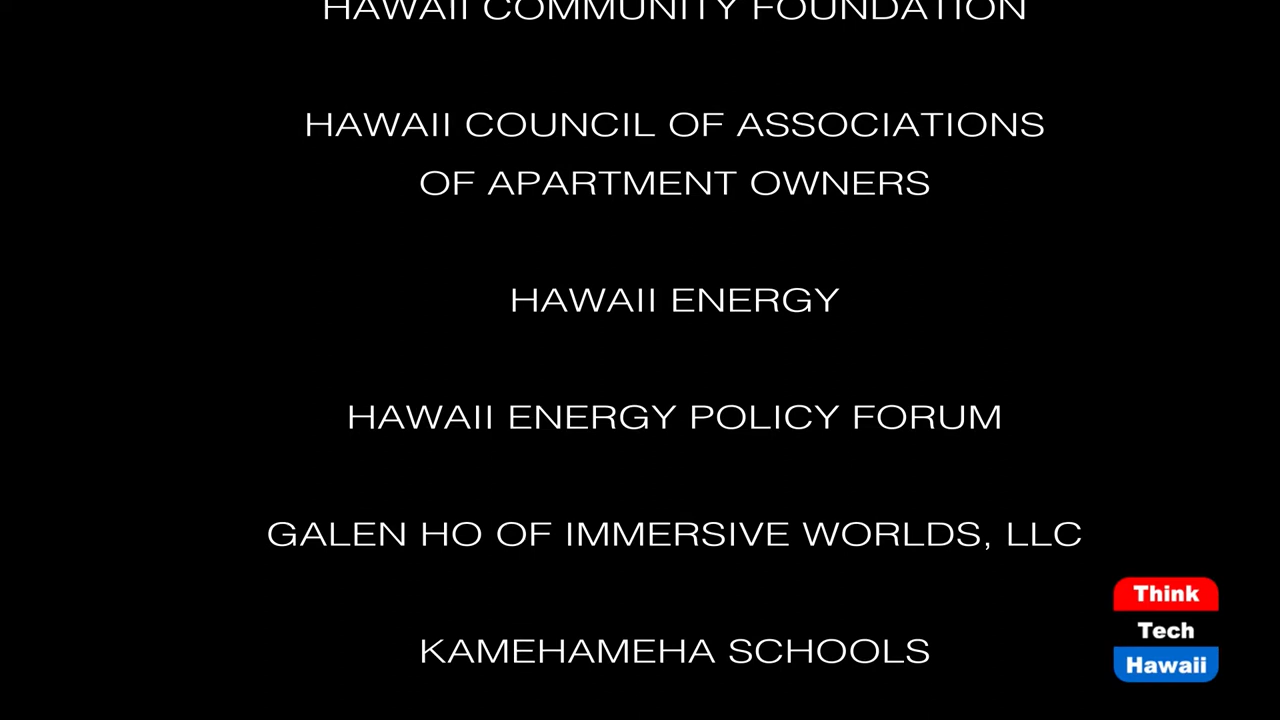 HAWAII COMMUNITY FOUNDATION
HAWAII COUNCIL OF ASSOCIATIONS
OF APARTMENT OWNERS
HAWAII ENERGY
HAWAII ENERGY POLICY FORUM
GALEN HO OF IMMERSIVE WORLDS, LLC
KAMEHAMEHA SCHOOLS
Think
Tech
Hawaii